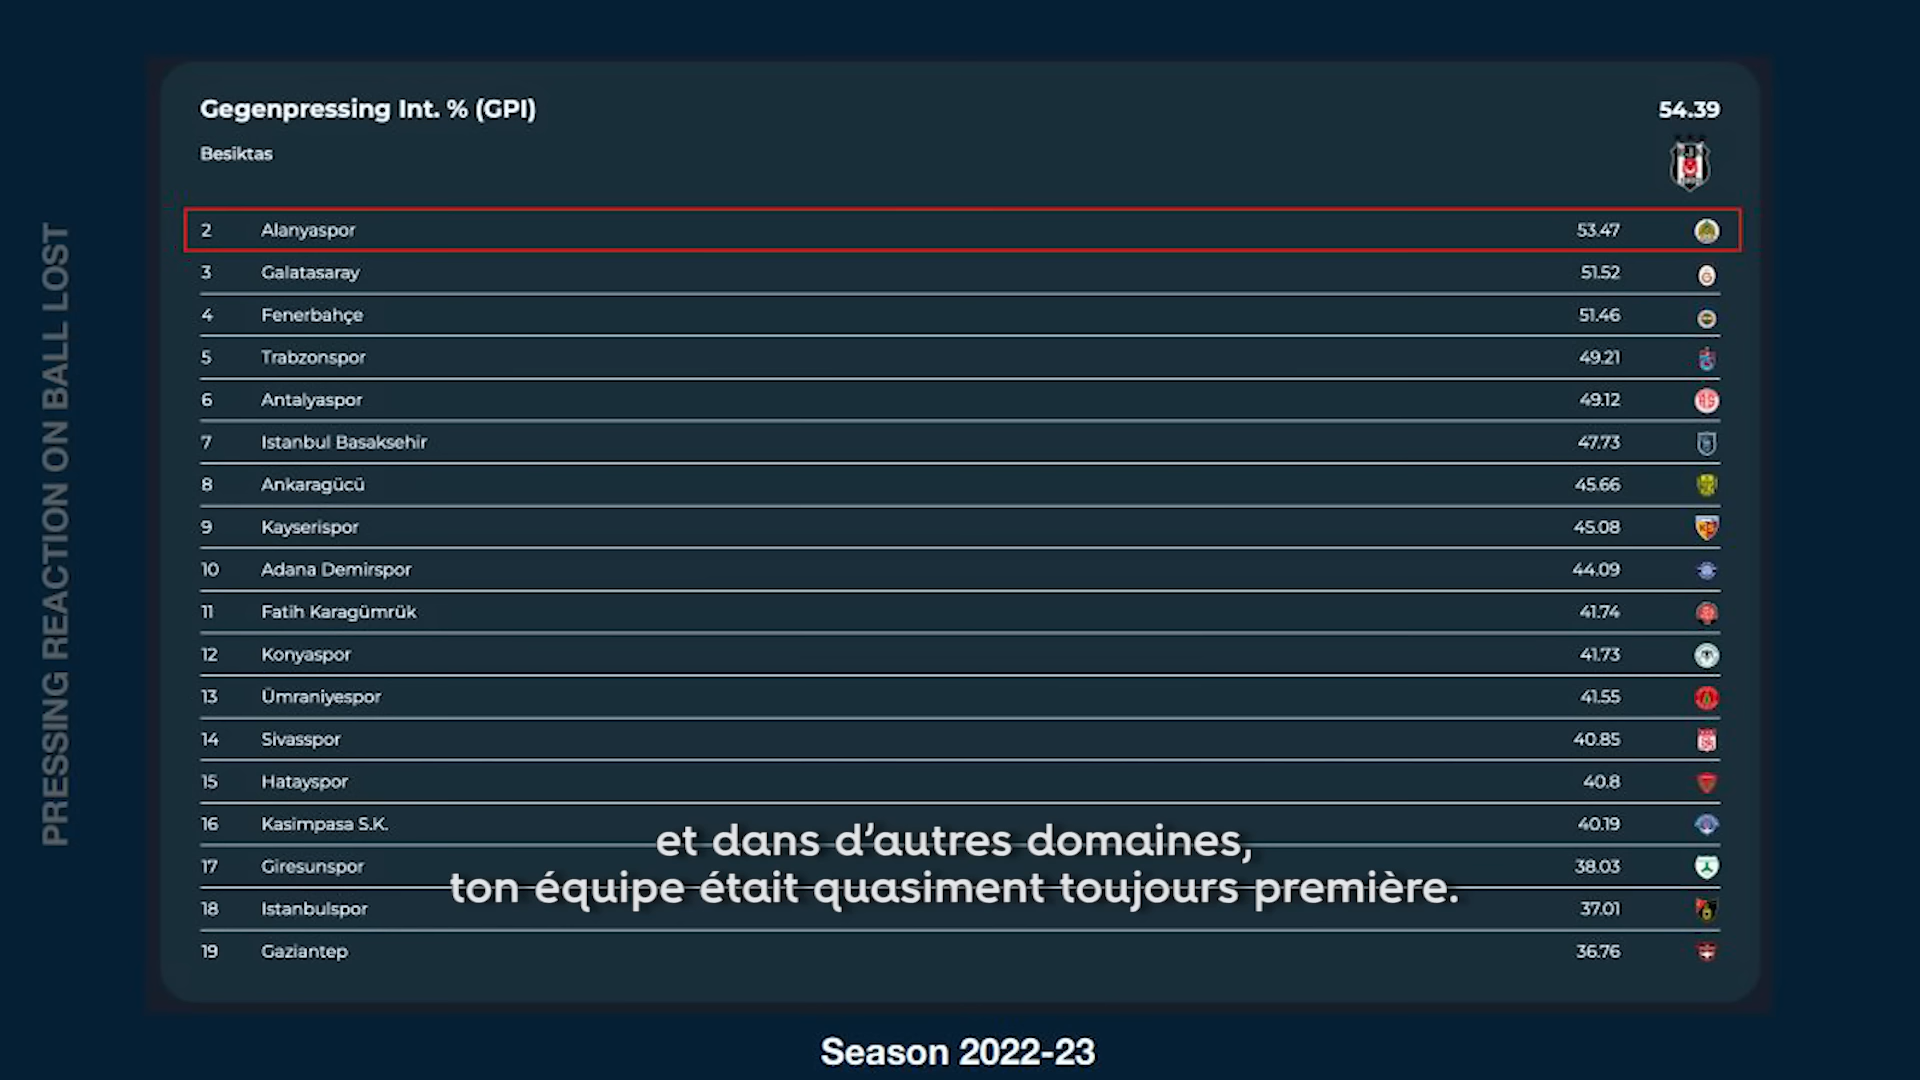 PRESSING REACTION ON BALL LOST
Gegenpressing Int. % (GPI) 54.39
Besiktas
2 Alanyaspor 53.47
3 Galatasaray 51.52
4 Fenerbahçe 51.46
5 Trabzonspor 49.21
6 Antalyaspor 49.12
7 Istanbul Basaksehir 47.73
8 Ankaragücü 45.66
9 Kayserispor 45.08
10 Adana Demirspor 44.09
11 Fatih Karagümrük 41.74
12 Konyaspor 41.73
13 Ümraniyespor 41.55
14 Sivasspor 40.85
15 Hatayspor 40.8
16 Kasimpasa S.K. 40.19
17 Giresunspor 38.03
18 Istanbulspor 37.01
19 Gaziantep 36.76
et dans d’autres domaines,
ton équipe était quasiment toujours première.
Season 2022-23